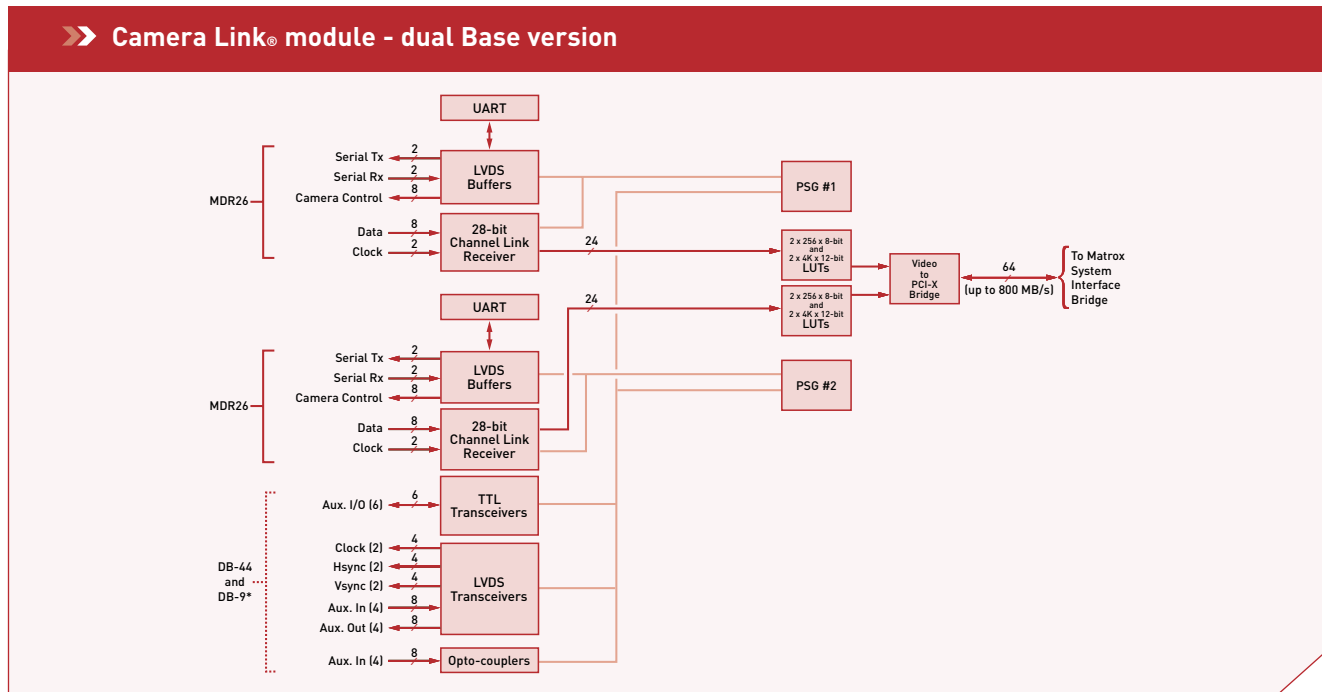 Camera Link® module - dual Base version
UART
MDR26
Serial Tx
2
Serial Rx
2
Camera Control
8
LVDS
Buffers
PSG #1
Data
8
Clock
2
28-bit
Channel Link
Receiver
24
2 x 256 x 8-bit
and
2 x 4K x 12-bit
LUTs
Video
to
PCI-X
Bridge
64
(up to 800 MB/s)
To Matrox
System
Interface
Bridge
24
2 x 256 x 8-bit
and
2 x 4K x 12-bit
LUTs
UART
MDR26
Serial Tx
2
Serial Rx
2
Camera Control
8
LVDS
Buffers
PSG #2
Data
8
Clock
2
28-bit
Channel Link
Receiver
DB-44
and
DB-9*
Aux. I/O (6)
6
TTL
Transceivers
Clock (2)
4
Hsync (2)
4
Vsync (2)
4
Aux. In (4)
8
Aux. Out (4)
8
LVDS
Transceivers
Aux. In (4)
8
Opto-couplers